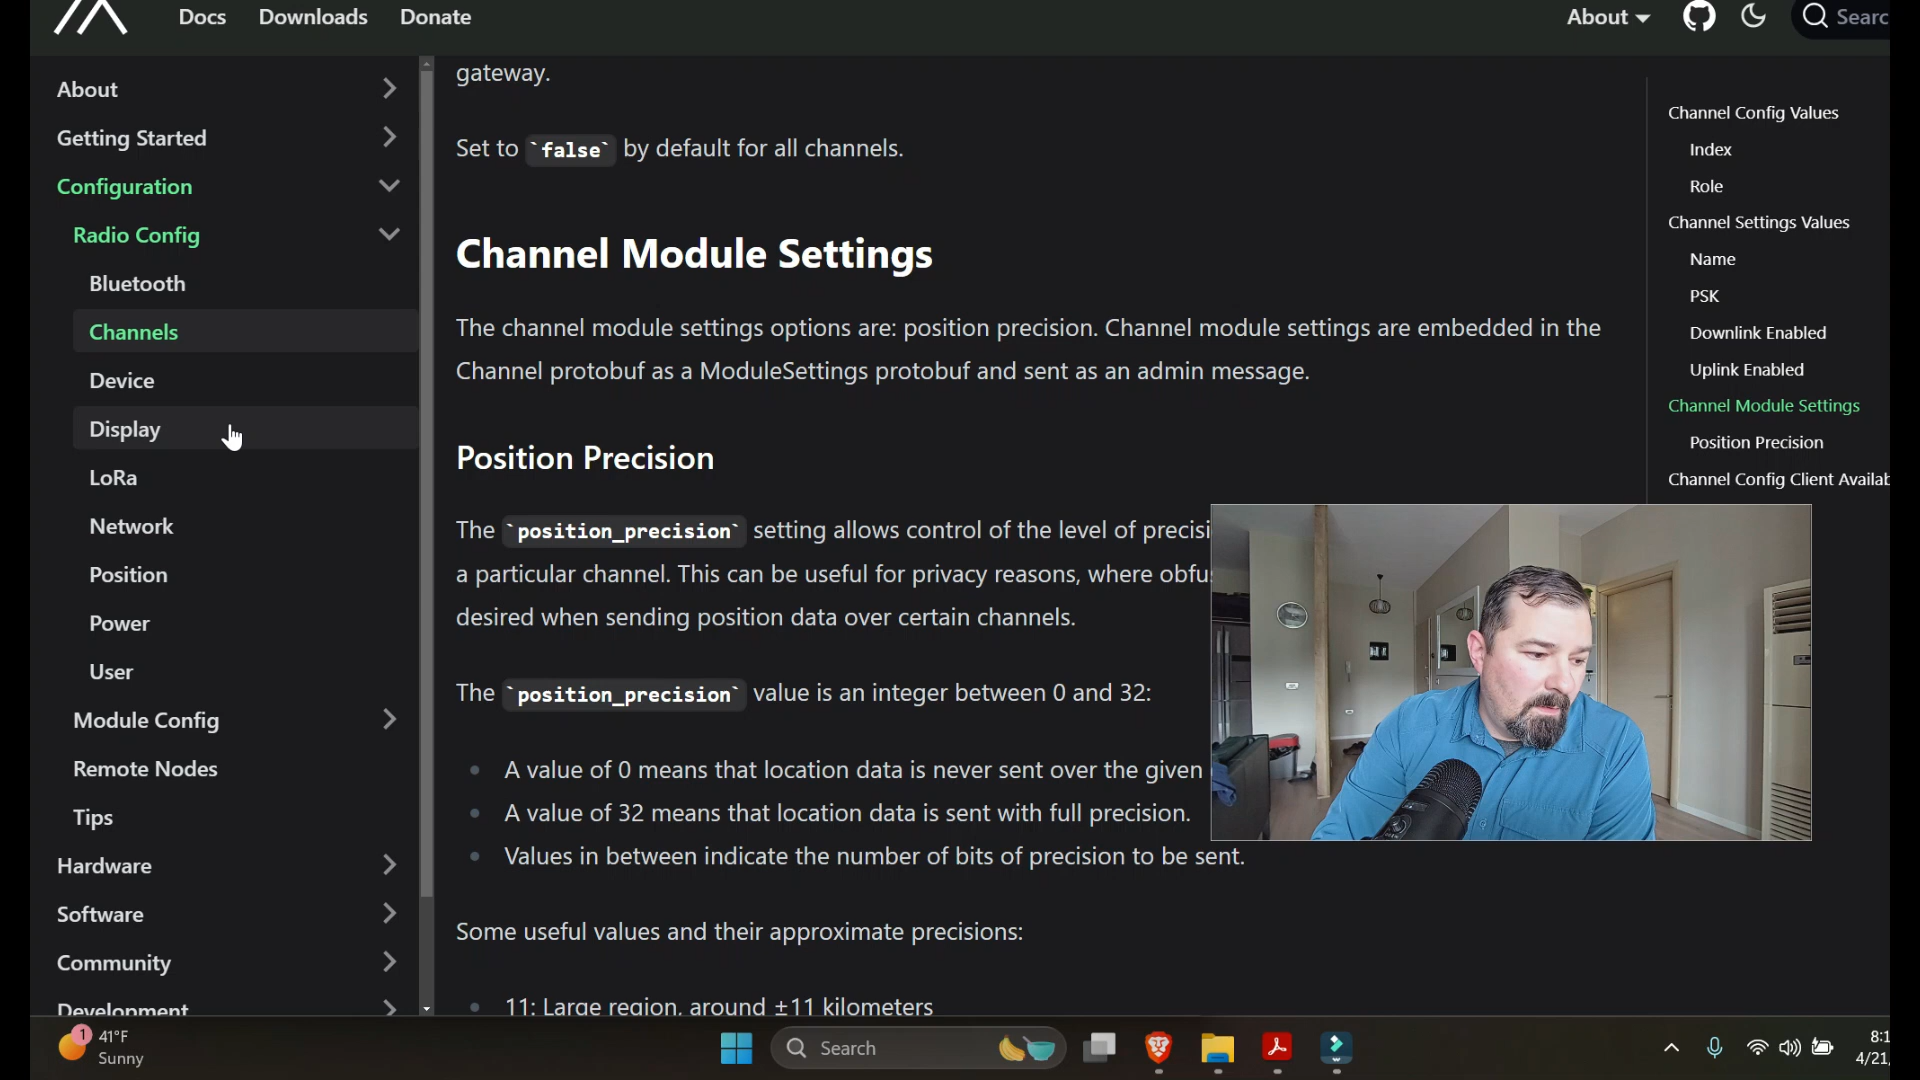 Docs Downloads Donate About Searc
About
Getting Started
Configuration
Radio Config
Bluetooth
Channels
Device
Display
LoRa
Network
Position
Power
User
Module Config
Remote Nodes
Tips
Hardware
Software
Community
Development
gateway.
Set to `false` by default for all channels.
Channel Module Settings
The channel module settings options are: position precision. Channel module settings are embedded in the
Channel protobuf as a ModuleSettings protobuf and sent as an admin message.
Position Precision
The `position_precision` setting allows control of the level of precisi
a particular channel. This can be useful for privacy reasons, where obfu
desired when sending position data over certain channels.
The `position_precision` value is an integer between 0 and 32:
A value of 0 means that location data is never sent over the given
A value of 32 means that location data is sent with full precision.
Values in between indicate the number of bits of precision to be sent.
Some useful values and their approximate precisions:
11: Large region, around ±11 kilometers
Channel Config Values
Index
Role
Channel Settings Values
Name
PSK
Downlink Enabled
Uplink Enabled
Channel Module Settings
Position Precision
Channel Config Client Availab
1
41°F
Sunny
Search
8:1
4/21/